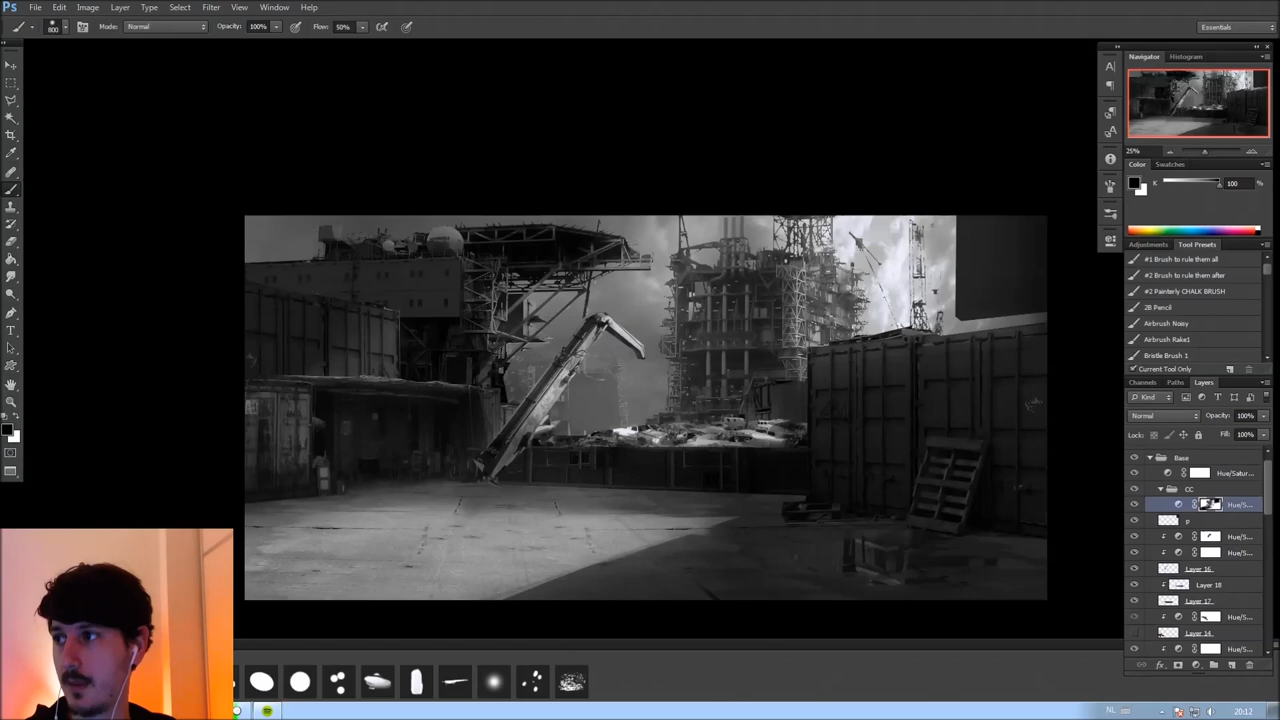 Ps File Edit Image Layer Type Select Filter View Window Help
800 Mode: Normal Opacity: 100% Flow: 50% Essentials
Navigator Histogram
25%
Color Swatches
K 100 %
Adjustments Tool Presets
#1 Brush to rule them all
#2 Brush to rule them after
#2 Painterly CHALK BRUSH
2B Pencil
Airbrush Noisy
Airbrush Rake1
Bristle Brush 1
Current Tool Only
Channels Paths Layers
Kind
Normal Opacity: 100%
Lock: Fill: 100%
Base
Hue/Satur...
CC
Hue/S...
p
Hue/S...
Hue/S...
Layer 16
Layer 18
Layer 17
Hue/S...
Layer 14
Hue/S...
fx
NL 20:12